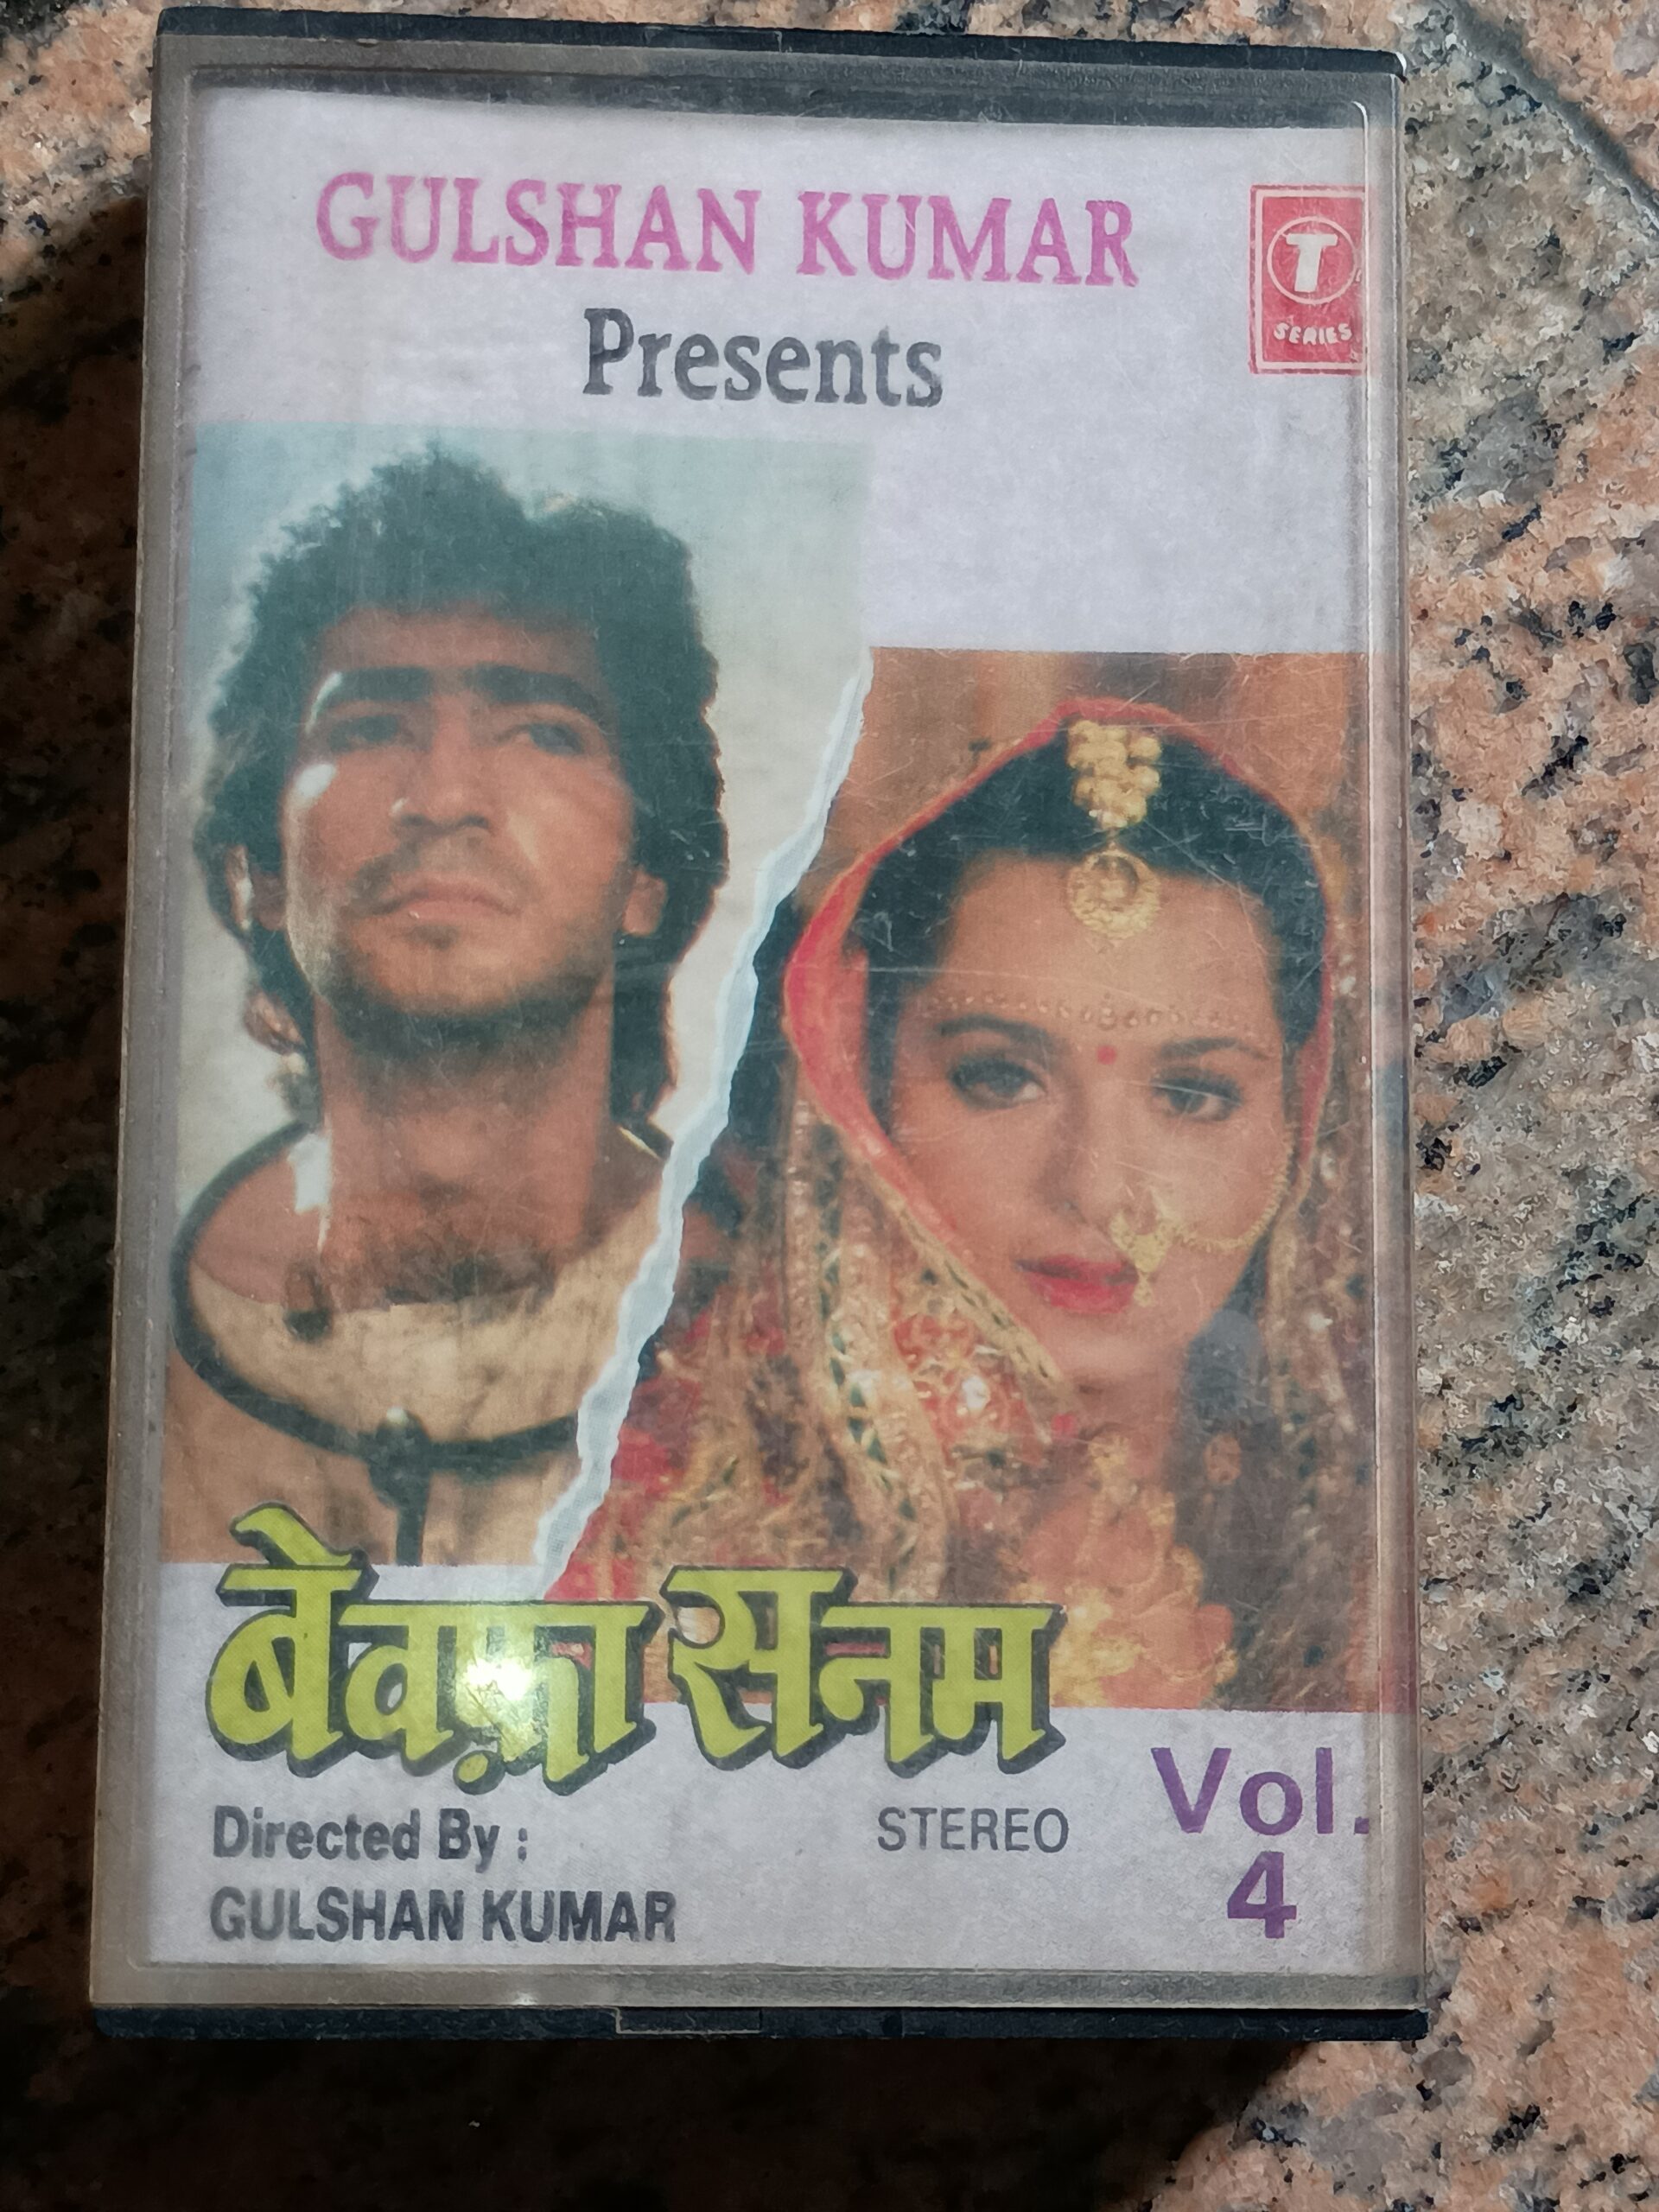 GULSHAN KUMAR
T
SERIES
Presents
बेवफ़ा सनम
Directed By :
STEREO
Vol.
GULSHAN KUMAR
4